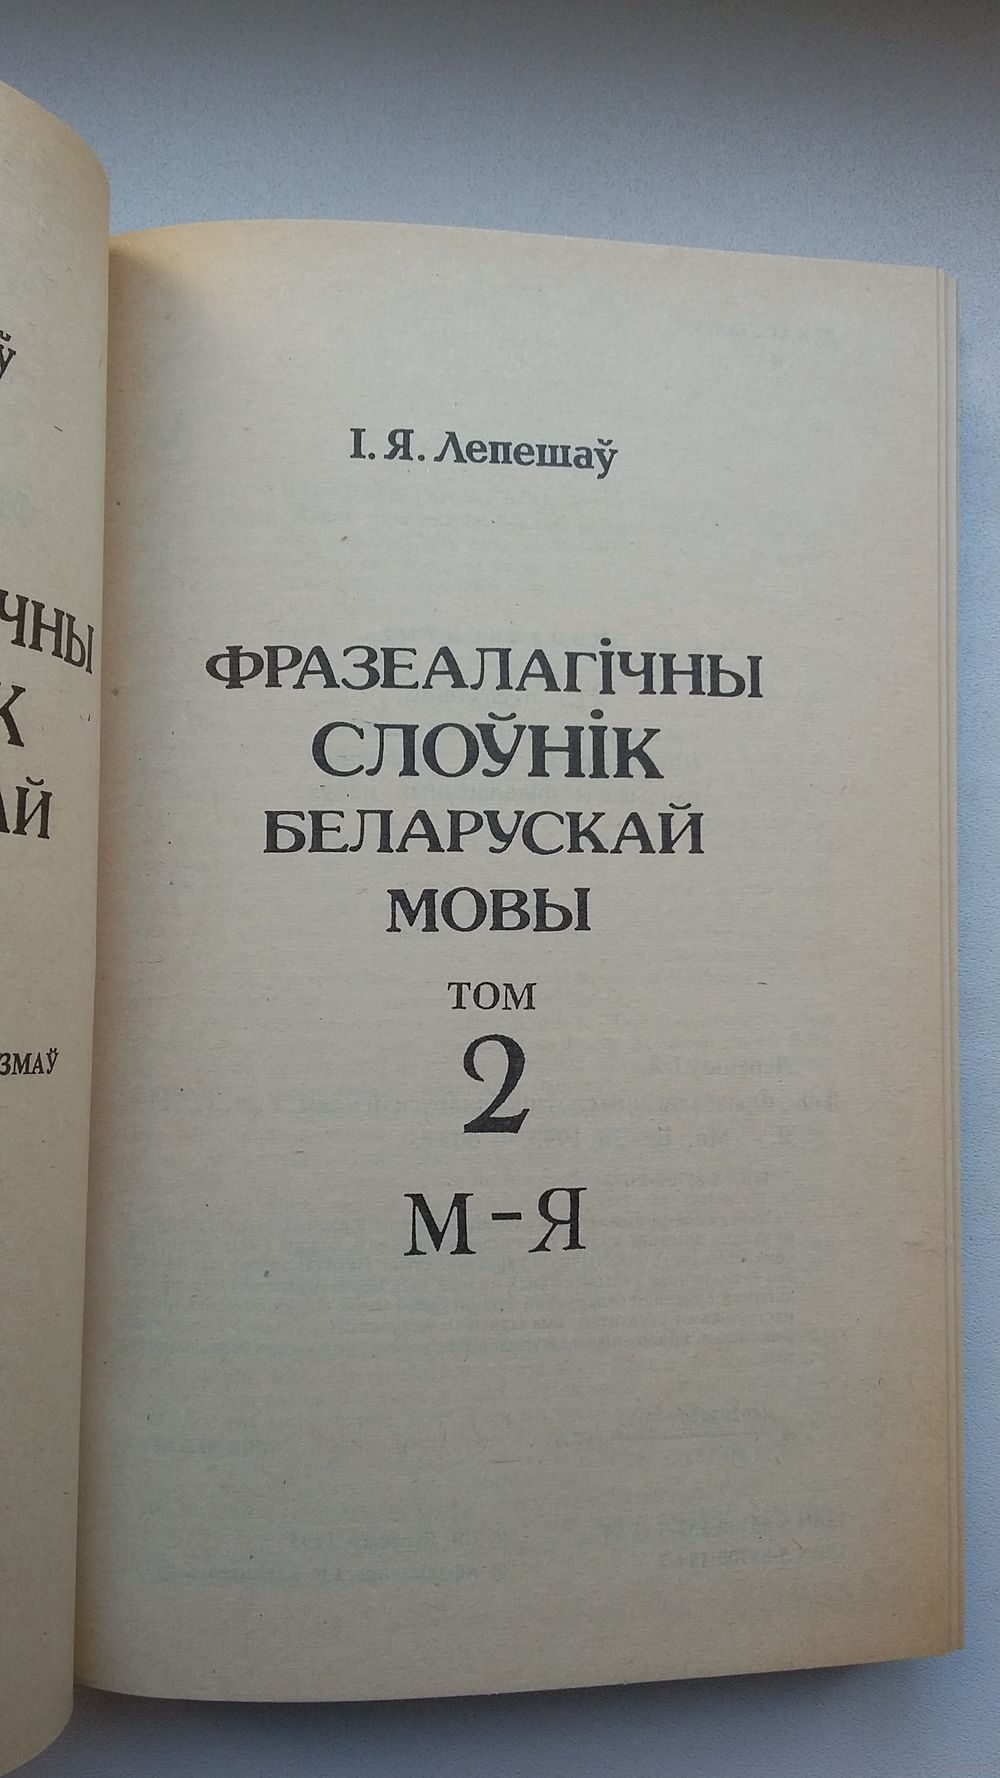 І. Я. Лепешаў
ФРАЗЕАЛАГІЧНЫ
СЛОЎНІК
БЕЛАРУСКАЙ
МОВЫ
ТОМ
2
М–Я